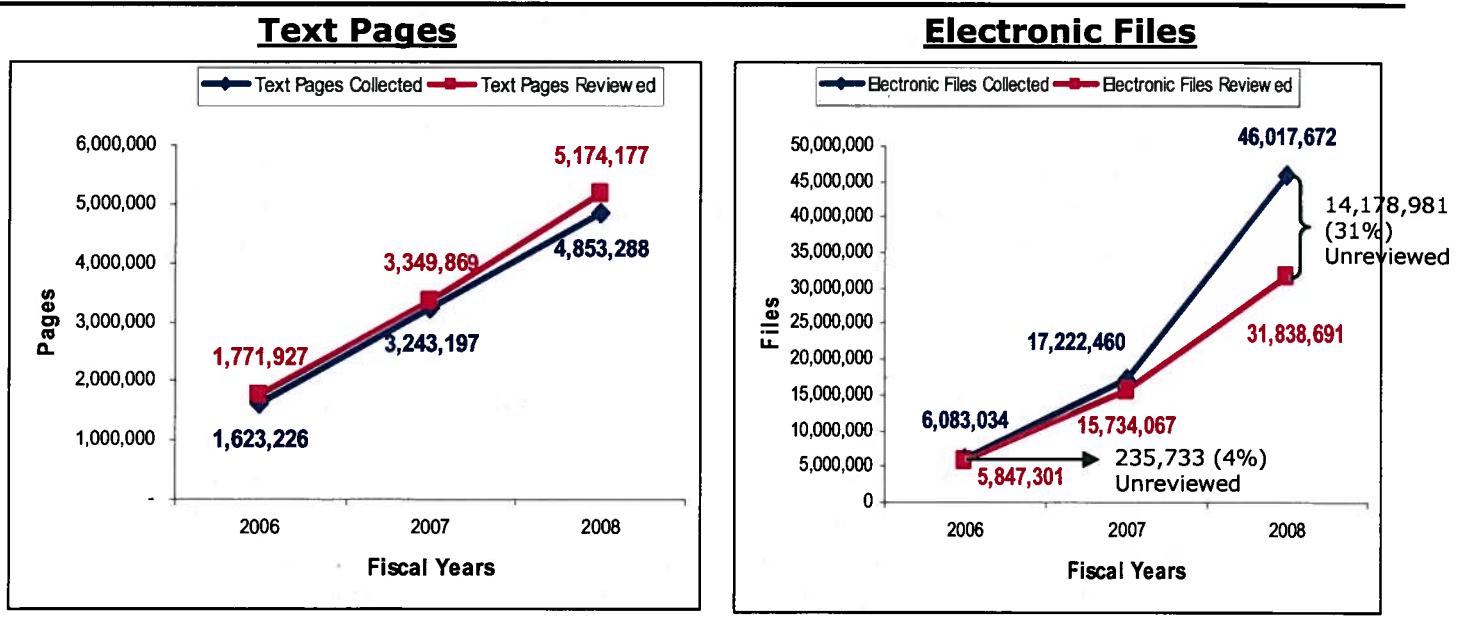 Text Pages
Text Pages Collected Text Pages Reviewed
6,000,000
5,000,000
4,000,000
3,000,000
2,000,000
1,000,000
-
Pages
5,174,177
4,853,288
3,349,869
3,243,197
1,771,927
1,623,226
2006 2007 2008
Fiscal Years
Electronic Files
Electronic Files Collected Electronic Files Reviewed
50,000,000
45,000,000
40,000,000
35,000,000
30,000,000
25,000,000
20,000,000
15,000,000
10,000,000
5,000,000
0
Files
46,017,672
14,178,981
(31%)
Unreviewed
31,838,691
17,222,460
15,734,067
6,083,034
5,847,301
235,733 (4%)
Unreviewed
2006 2007 2008
Fiscal Years